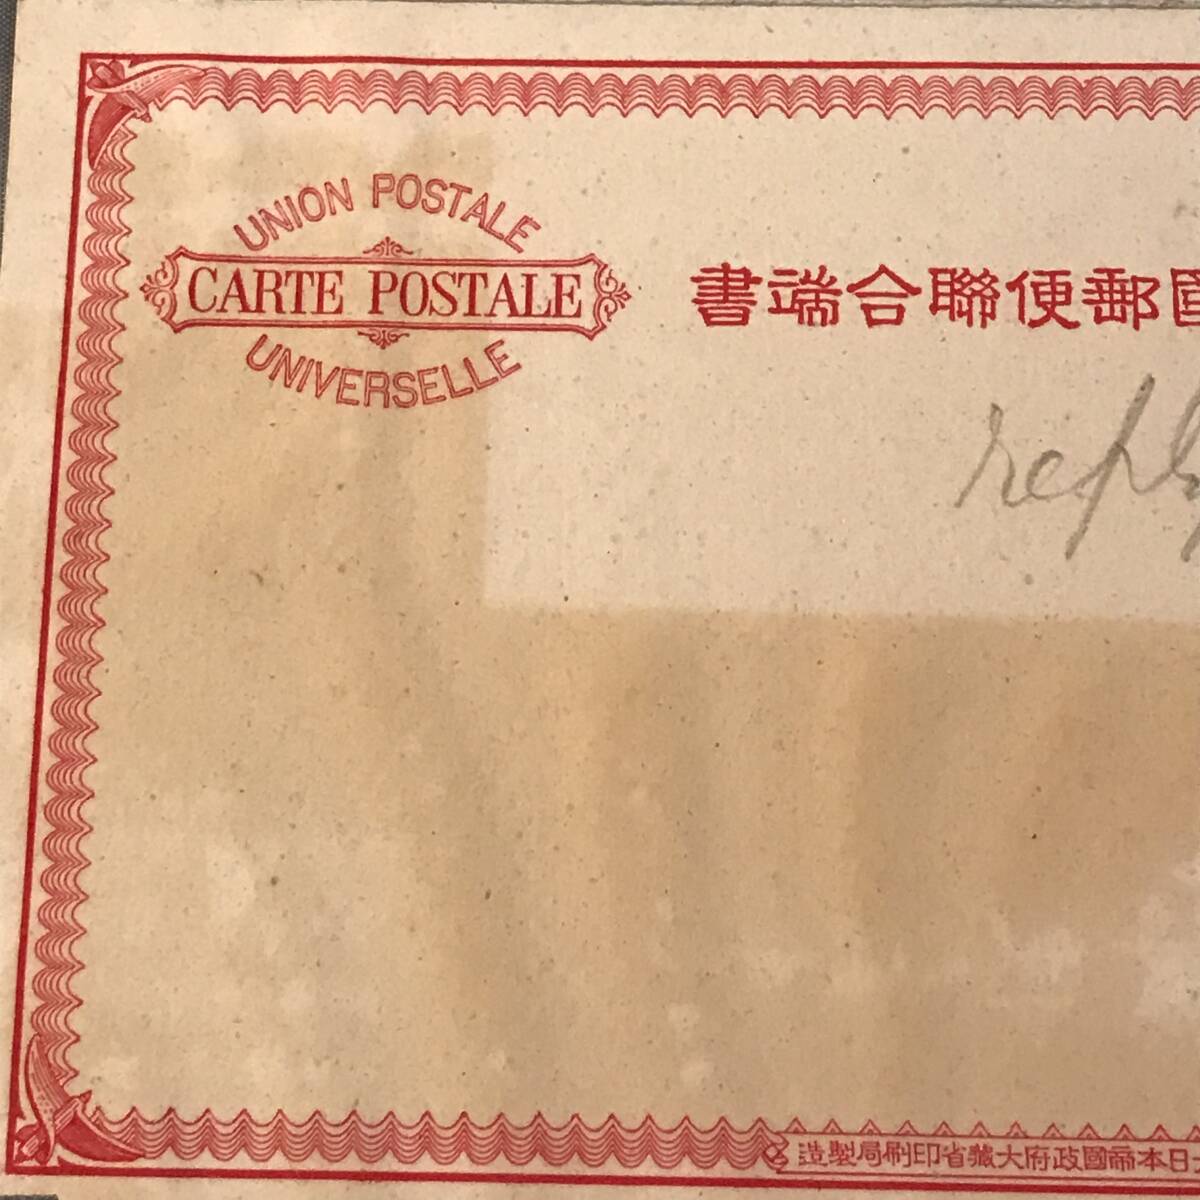 UNION POSTALE
CARTE POSTALE
UNIVERSELLE
國郵便聯合端書
reply
日本帝國政府大藏省印刷局製造